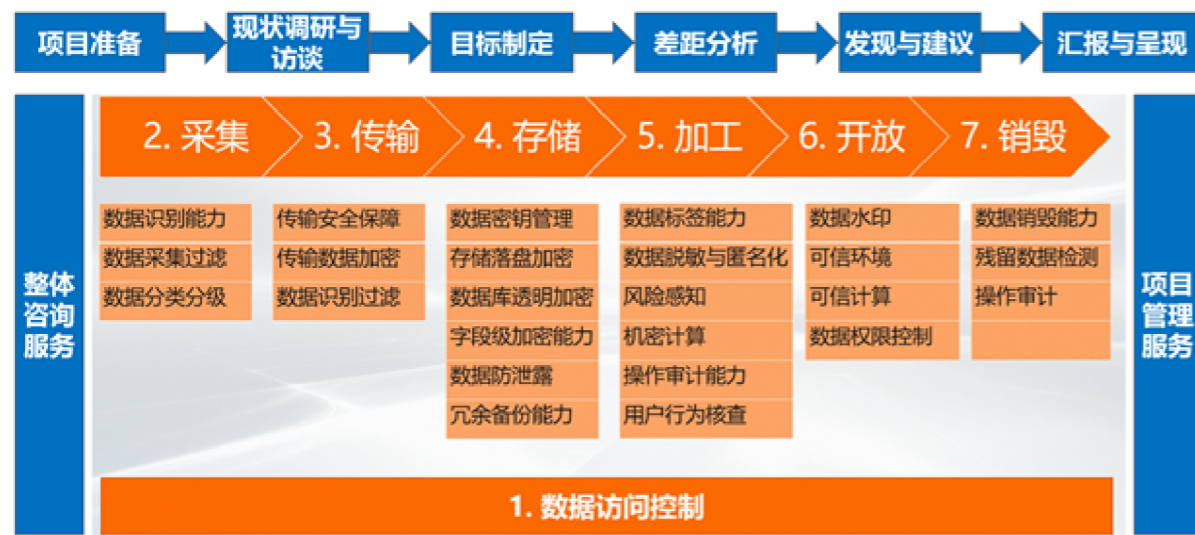 项目准备
现状调研与
访谈
目标制定
差距分析
发现与建议
汇报与呈现
整体
咨询
服务
2. 采集
3. 传输
4. 存储
5. 加工
6. 开放
7. 销毁
数据识别能力
数据采集过滤
数据分类分级
传输安全保障
传输数据加密
数据识别过滤
数据密钥管理
存储落盘加密
数据库透明加密
字段级加密能力
数据防泄露
冗余备份能力
数据标签能力
数据脱敏与匿名化
风险感知
机密计算
操作审计能力
用户行为核查
数据水印
可信环境
可信计算
数据权限控制
数据销毁能力
残留数据检测
操作审计
1. 数据访问控制
项目
管理
服务